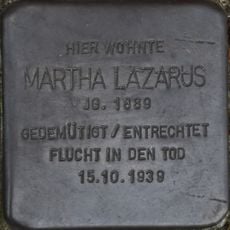 HIER WOHNTE
MARTHA LAZARUS
JG. 1889
GEDEMÜTIGT / ENTRECHTET
FLUCHT IN DEN TOD
15.10.1939